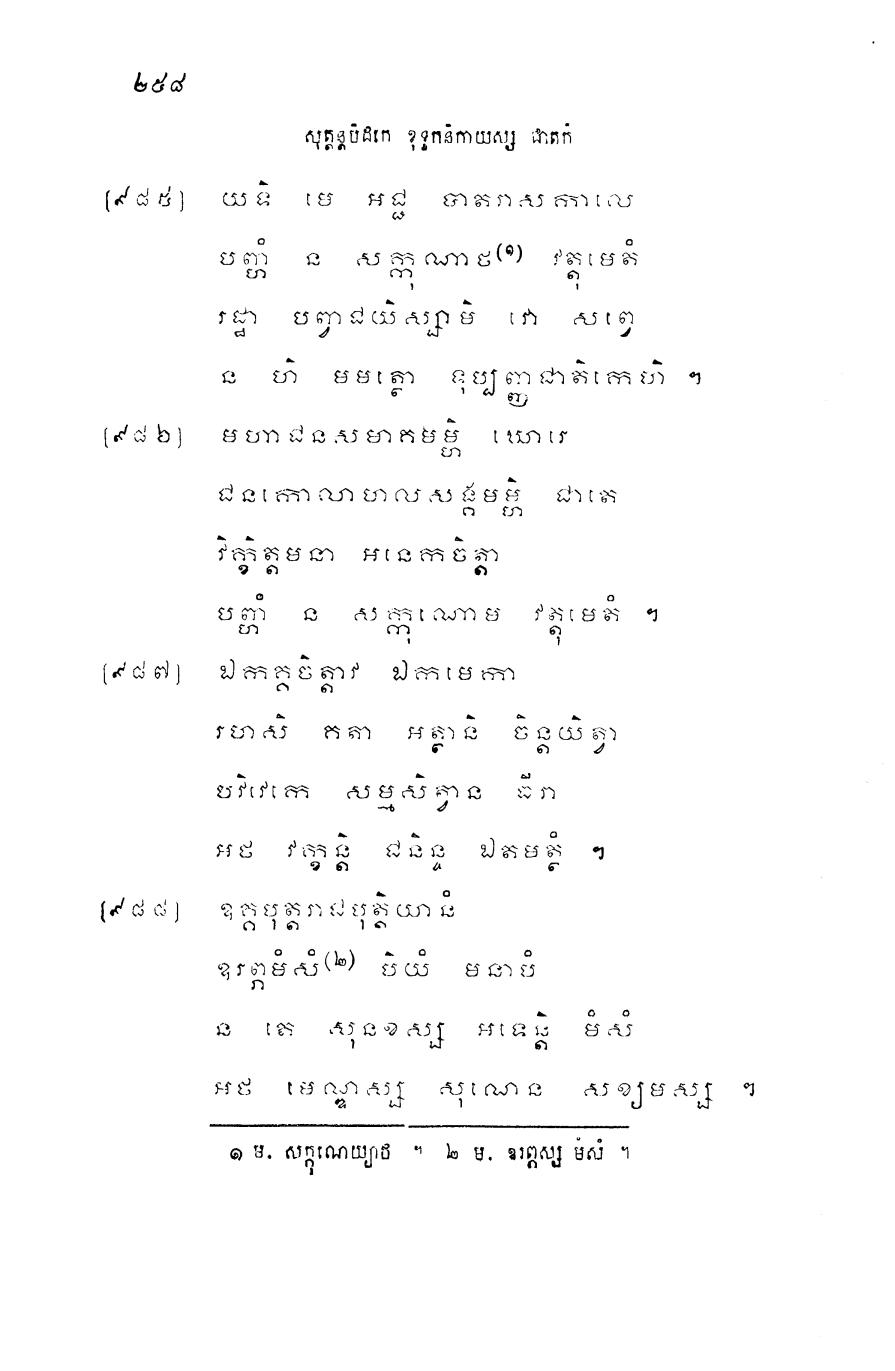 ២៥៨
សុត្តន្តបិដកេ ខុទ្ទកនិកាយស្ស ជាតកំ
[៩៨៥] យទិ មេ អជ្ជ បាតរាសកាលេ
បញ្ហំ ន សក្កុណាថ(១) វត្តុមេតំ
រដ្ឋា បព្វាជយិស្សាមិ វោ សព្វេ
ន ហិ មមត្ថោ ទុប្បញ្ញជាតិកេហិ ។
[៩៨៦] មហាជនសមាគមម្ហិ ឃោរេ
ជនកោលាហលសង្គមម្ហិ ជាតេ
វិក្ខិត្តមនា អនេកចិត្តា
បញ្ហំ ន សក្កុណោម វត្តុមេតំ ។
[៩៨៧] ឯកគ្គចិត្តាវ ឯកមេកា
រហសិ គតា អត្ថានិ ចិន្តយិត្វា
បវិវេកេ សម្មសិត្វាន ធីរា
អថ វក្ខន្តិ ជនិន្ទ ឯតមត្ថំ ។
[៩៨៨] ឧគ្គបុត្តរាជបុត្តិយានំ
ឧរព្ភមំសំ(២) បិយំ មនាបំ
ន តេ សុនខស្ស អទេន្តិ មំសំ
អថ មេណ្ឌស្ស សុណេន សខ្យមស្ស ។
១ ម. សក្កុណេយ្យាថ ។ ២ ម. ឧរព្ភស្ស មំសំ ។